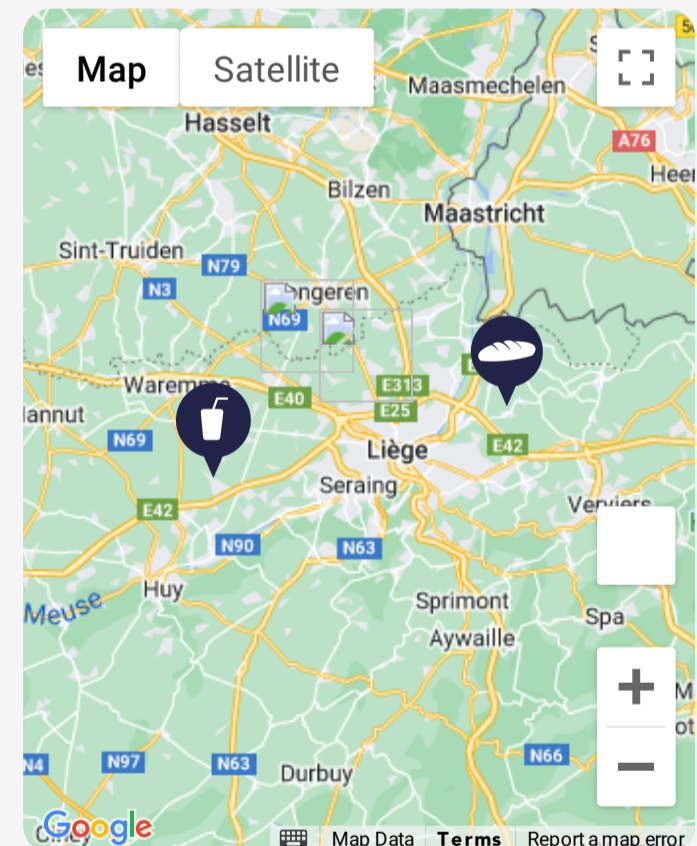 Map
Satellite
Maasmechelen
Hasselt
A76
Bilzen
Maastricht
Sint-Truiden
N79
N3
ngeren
N69
Waremme
E313
E40
E25
N69
Liège
E42
Seraing
Verviers
E42
N90
N63
Huy
Meuse
Sprimont
Spa
Aywaille
N4
N97
N63
N66
Durbuy
Google
Map Data
Terms
Report a map error